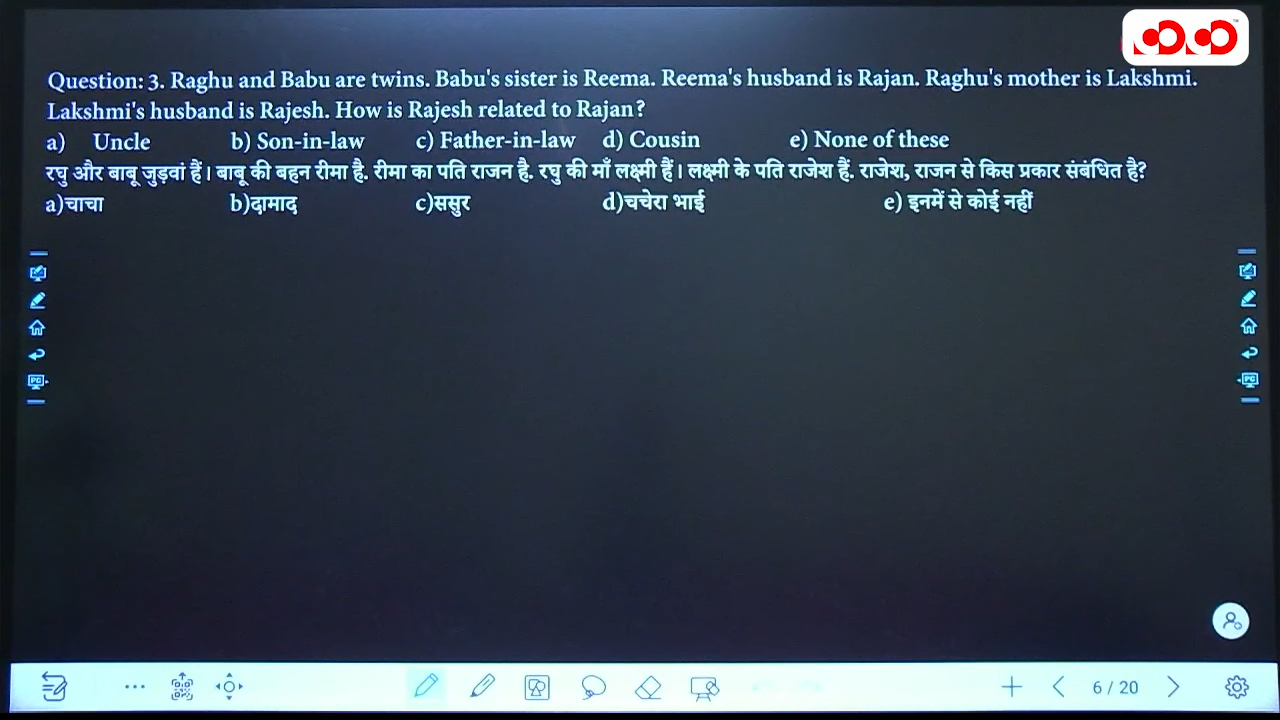 Question: 3. Raghu and Babu are twins. Babu's sister is Reema. Reema's husband is Rajan. Raghu's mother is Lakshmi.
Lakshmi's husband is Rajesh. How is Rajesh related to Rajan?
a) Uncle b) Son-in-law c) Father-in-law d) Cousin e) None of these
रघु और बाबू जुड़वां हैं। बाबू की बहन रीमा है. रीमा का पति राजन है. रघु की माँ लक्ष्मी हैं। लक्ष्मी के पति राजेश हैं. राजेश, राजन से किस प्रकार संबंधित है?
a)चाचा b)दामाद c)ससुर d)चचेरा भाई e) इनमें से कोई नहीं
PC PC
6 / 20